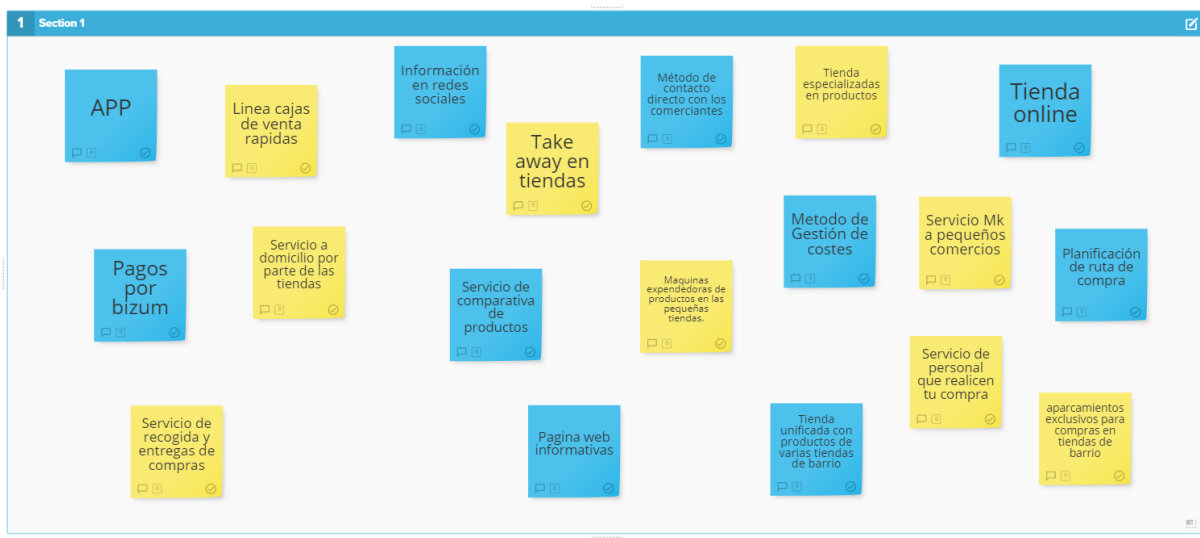 1 Section 1
APP
Linea cajas
de venta
rapidas
Información
en redes
sociales
Take
away en
tiendas
Método de
contacto
directo con los
comerciantes
Tienda
especializadas
en productos
Tienda
online
Pagos
por
bizum
Servicio a
domicilio por
parte de las
tiendas
Servicio de
comparativa
de
productos
Maquinas
expendedoras de
productos en las
pequeñas
tiendas.
Metodo de
Gestión de
costes
Servicio Mk
a pequeños
comercios
Planificación
de ruta de
compra
Servicio de
recogida y
entregas de
compras
Pagina web
informativas
Tienda
unificada con
productos de
varias tiendas
de barrio
Servicio de
personal
que realicen
tu compra
aparcamientos
exclusivos para
compras en
tiendas de
barrio